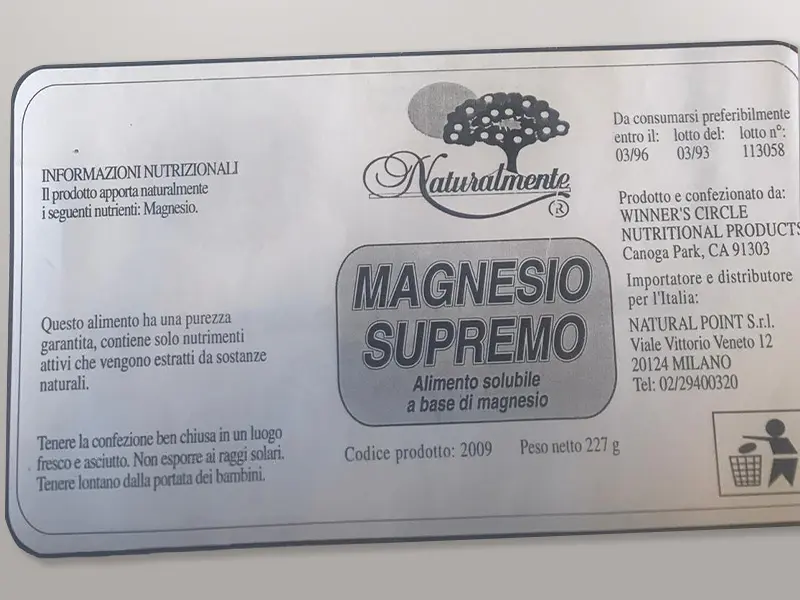 INFORMAZIONI NUTRIZIONALI
Il prodotto apporta naturalmente
i seguenti nutrienti: Magnesio.
Questo alimento ha una purezza
garantita, contiene solo nutrimenti
attivi che vengono estratti da sostanze
naturali.
Tenere la confezione ben chiusa in un luogo
fresco e asciutto. Non esporre ai raggi solari.
Tenere lontano dalla portata dei bambini.
Naturalmente
®
MAGNESIO
SUPREMO
Alimento solubile
a base di magnesio
Codice prodotto: 2009 Peso netto 227 g
Da consumarsi preferibilmente
entro il: lotto del: lotto n°:
03/96 03/93 113058
Prodotto e confezionato da:
WINNER'S CIRCLE
NUTRITIONAL PRODUCTS
Canoga Park, CA 91303
Importatore e distributore
per l'Italia:
NATURAL POINT S.r.l.
Viale Vittorio Veneto 12
20124 MILANO
Tel: 02/29400320